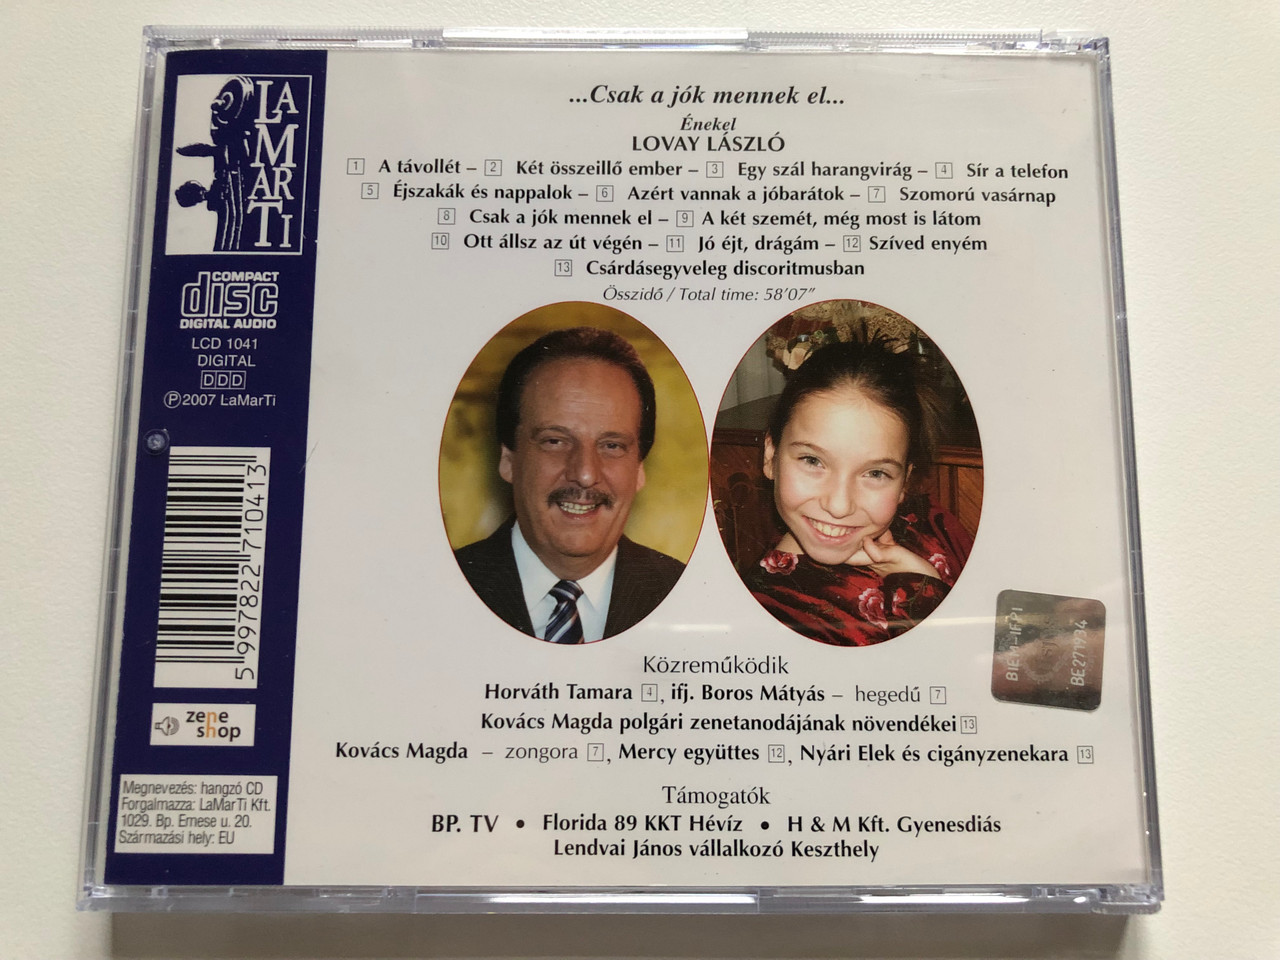 LA
MAR
TI
COMPACT
disc
DIGITAL AUDIO
LCD 1041
DIGITAL
DDD
Ⓟ2007 LaMarTi
5 997822 710413
zene
shop
Megnevezés: hangzó CD
Forgalmazza: LaMarTi Kft.
1029. Bp. Emese u. 20.
Származási hely: EU
...Csak a jók mennek el...
Énekel
LOVAY LÁSZLÓ
1 A távollét – 2 Két összeillő ember – 3 Egy szál harangvirág – 4 Sír a telefon
5 Éjszakák és nappalok – 6 Azért vannak a jóbarátok – 7 Szomorú vasárnap
8 Csak a jók mennek el – 9 A két szemét, még most is látom
10 Ott állsz az út végén – 11 Jó éjt, drágám – 12 Szíved enyém
13 Csárdásegyveleg discoritmusban
Összidő / Total time: 58’07”
Közreműködik
Horváth Tamara 4, ifj. Boros Mátyás – hegedű 7
Kovács Magda polgári zenetanodájának növendékei 13
Kovács Magda – zongora 7, Mercy együttes 12, Nyári Elek és cigányzenekara 13
BIEM-IFPI
BE271934
Támogatók
BP. TV • Florida 89 KKT Hévíz • H & M Kft. Gyenesdiás
Lendvai János vállalkozó Keszthely